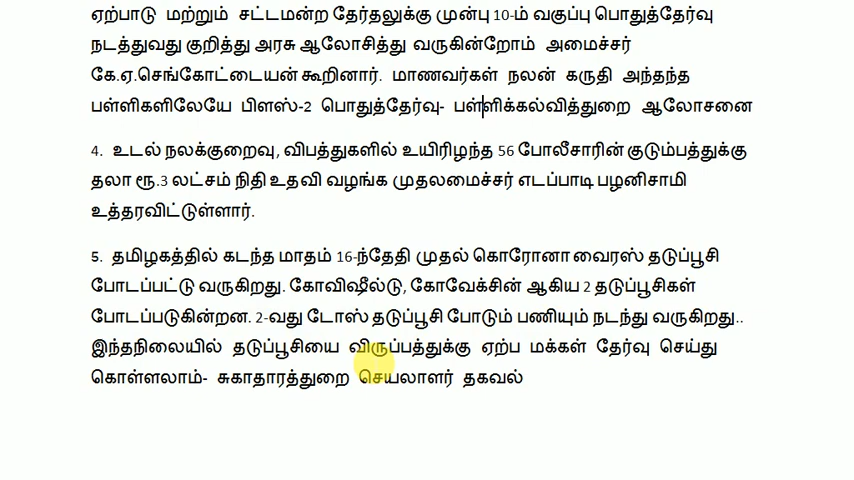 ஏற்பாடு மற்றும் சட்டமன்ற தேர்தலுக்கு முன்பு 10-ம் வகுப்பு பொதுத்தேர்வு
நடத்துவது குறித்து அரசு ஆலோசித்து வருகின்றோம் அமைச்சர்
கே.ஏ.செங்கோட்டையன் கூறினார். மாணவர்கள் நலன் கருதி அந்தந்த
பள்ளிகளிலேயே பிளஸ்-2 பொதுத்தேர்வு- பள்ளிக்கல்வித்துறை ஆலோசனை
4. உடல் நலக்குறைவு, விபத்துகளில் உயிரிழந்த 56 போலீசாரின் குடும்பத்துக்கு
தலா ரூ.3 லட்சம் நிதி உதவி வழங்க முதலமைச்சர் எடப்பாடி பழனிசாமி
உத்தரவிட்டுள்ளார்.
5. தமிழகத்தில் கடந்த மாதம் 16-ந்தேதி முதல் கொரோனா வைரஸ் தடுப்பூசி
போடப்பட்டு வருகிறது. கோவிஷீல்டு, கோவேக்சின் ஆகிய 2 தடுப்பூசிகள்
போடப்படுகின்றன. 2-வது டோஸ் தடுப்பூசி போடும் பணியும் நடந்து வருகிறது..
இந்தநிலையில் தடுப்பூசியை விருப்பத்துக்கு ஏற்ப மக்கள் தேர்வு செய்து
கொள்ளலாம்- சுகாதாரத்துறை செயலாளர் தகவல்